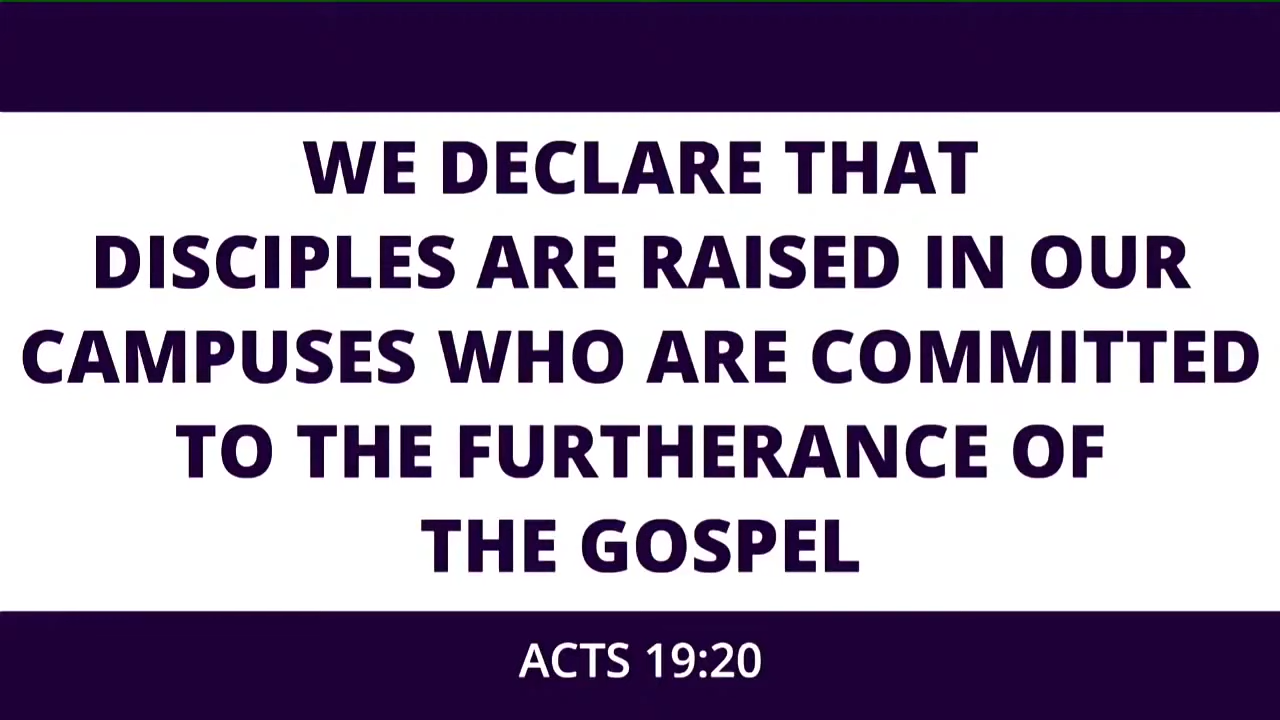 WE DECLARE THAT
DISCIPLES ARE RAISED IN OUR
CAMPUSES WHO ARE COMMITTED
TO THE FURTHERANCE OF
THE GOSPEL
ACTS 19:20